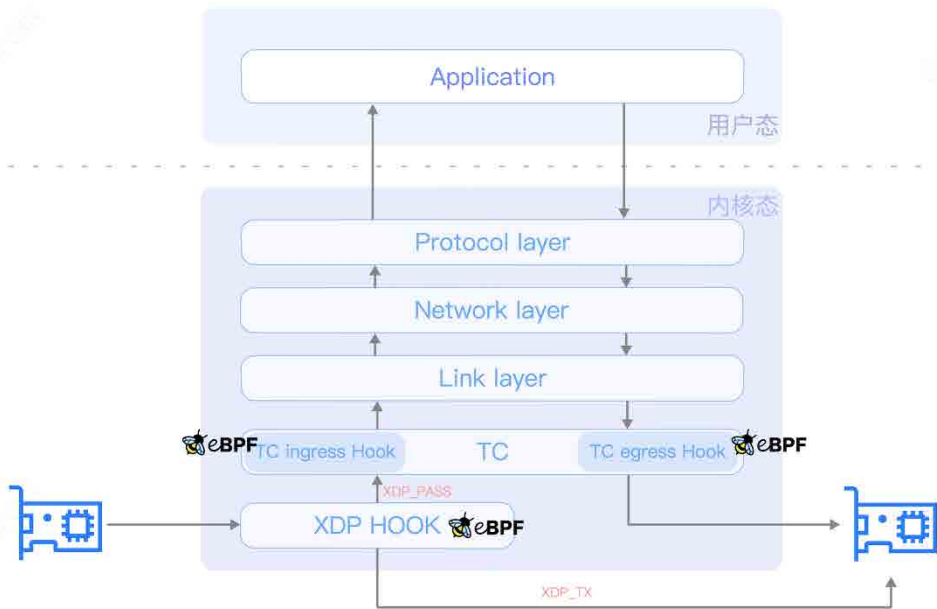 Application
用户态
内核态
Protocol layer
Network layer
Link layer
eBPF
TC ingress Hook
TC
TC egress Hook
eBPF
XDP_PASS
XDP HOOK
eBPF
XDP_TX